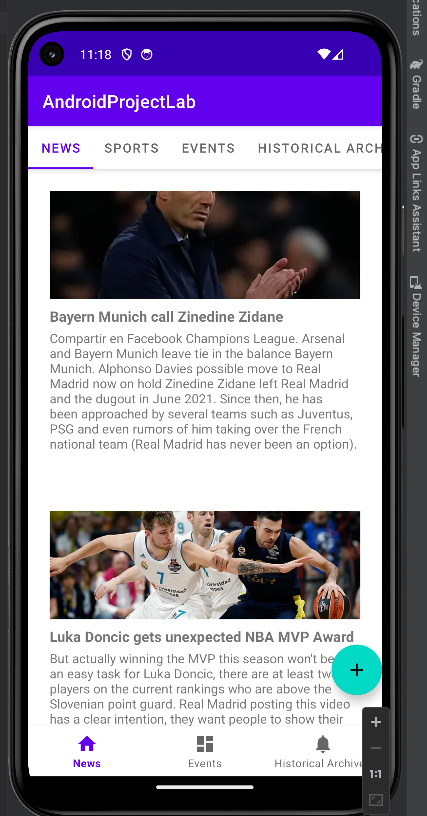 11:18
AndroidProjectLab
NEWS SPORTS EVENTS HISTORICAL ARCH
Bayern Munich call Zinedine Zidane
Compartir en Facebook Champions League. Arsenal
and Bayern Munich leave tie in the balance Bayern
Munich. Alphonso Davies possible move to Real
Madrid now on hold Zinedine Zidane left Real Madrid
and the dugout in June 2021. Since then, he has
been approached by several teams such as Juventus,
PSG and even rumors of him taking over the French
national team (Real Madrid has never been an option).
Luka Doncic gets unexpected NBA MVP Award
But actually winning the MVP this season won't be
an easy task for Luka Doncic, there are at least tw
players on the current rankings who are above the
Slovenian point guard. Real Madrid posting this video
has a clear intention, they want people to show their
+
News Events Historical Archive
cations
Gradle
App Links Assistant
Device Manager
+
−
1:1